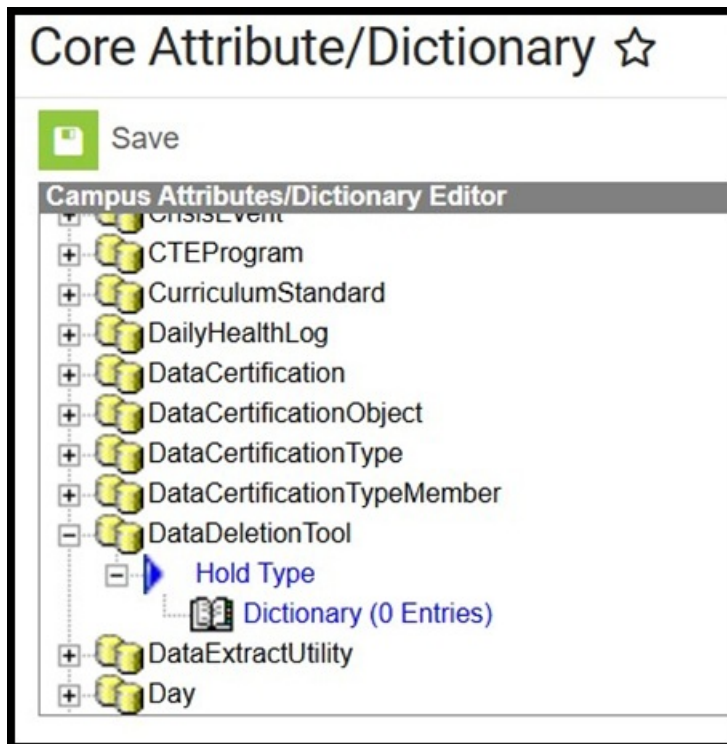 Core Attribute/Dictionary
Save
Campus Attributes/Dictionary Editor
CrisisEvent
CTEProgram
CurriculumStandard
DailyHealthLog
DataCertification
DataCertificationObject
DataCertificationType
DataCertificationTypeMember
DataDeletionTool
Hold Type
Dictionary (0 Entries)
DataExtractUtility
Day